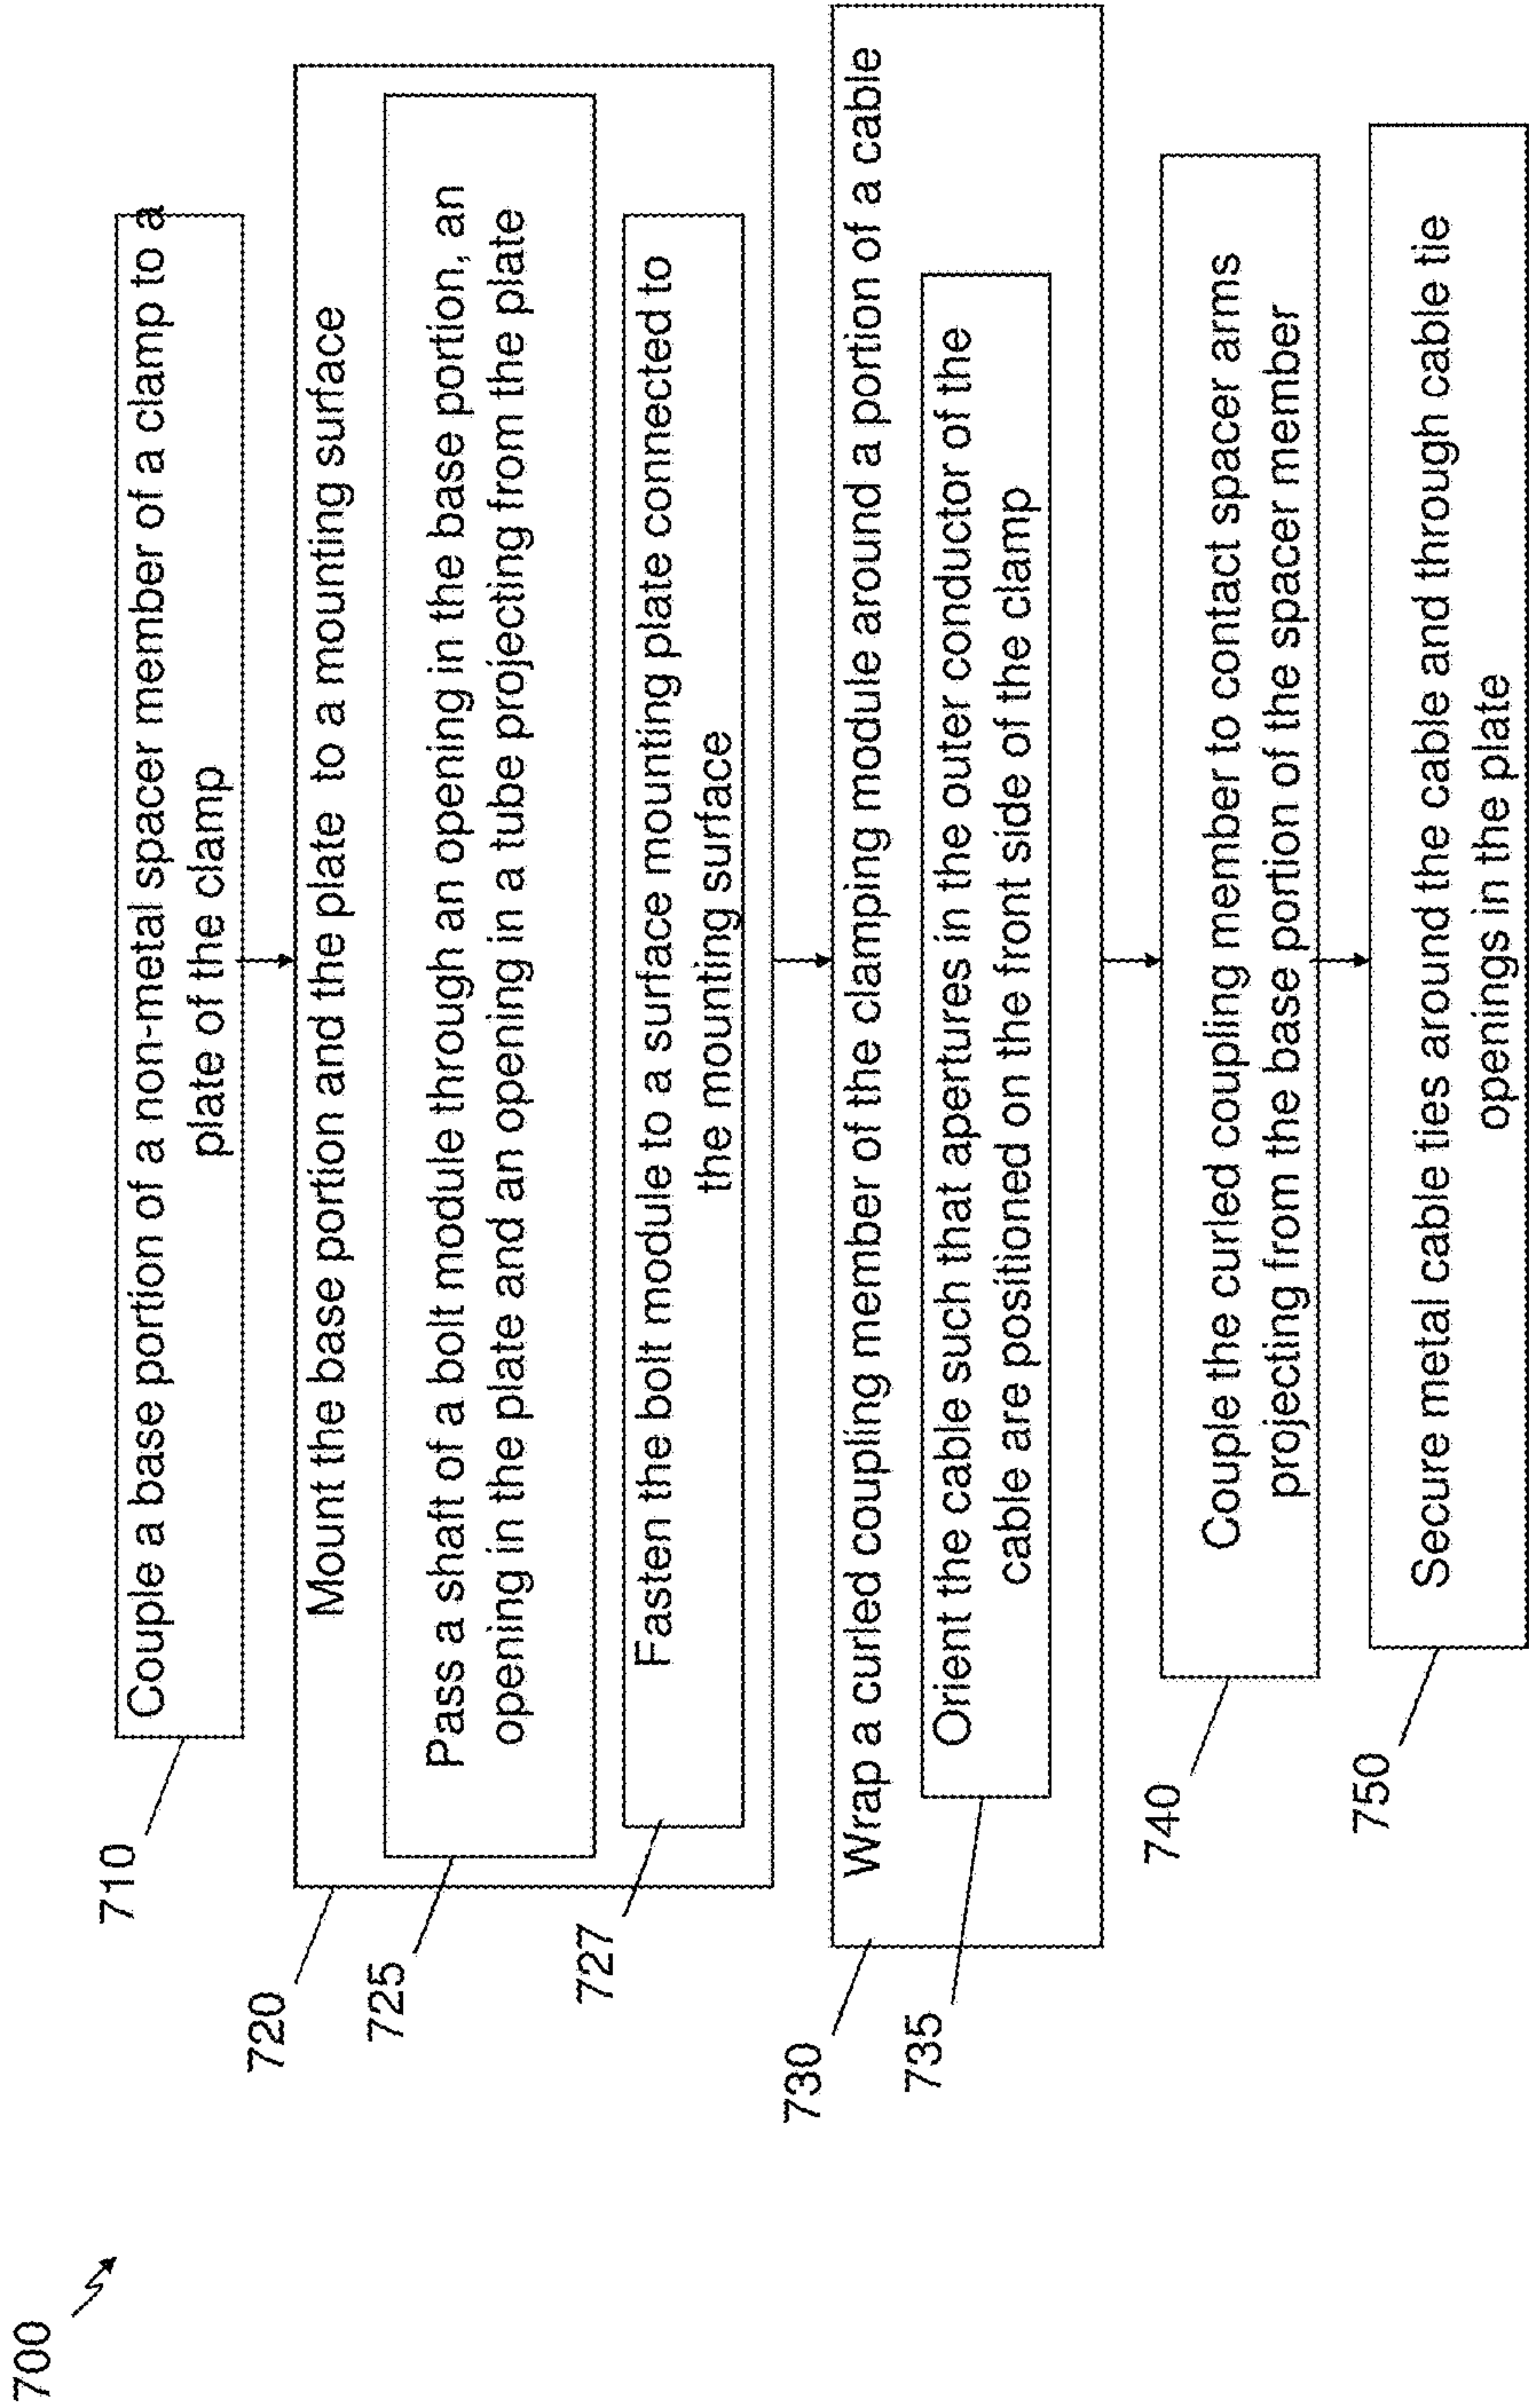 700
710
Couple a base portion of a non-metal spacer member of a clamp to a
plate of the clamp
720
Mount the base portion and the plate to a mounting surface
725
Pass a shaft of a bolt module through an opening in the base portion, an
opening in the plate and an opening in a tube projecting from the plate
727
Fasten the bolt module to a surface mounting plate connected to
the mounting surface
730
Wrap a curled coupling member of the clamping module around a portion of a cable
735
Orient the cable such that apertures in the outer conductor of the
cable are positioned on the front side of the clamp
740
Couple the curled coupling member to contact spacer arms
projecting from the base portion of the spacer member
750
Secure metal cable ties around the cable and through cable tie
openings in the plate